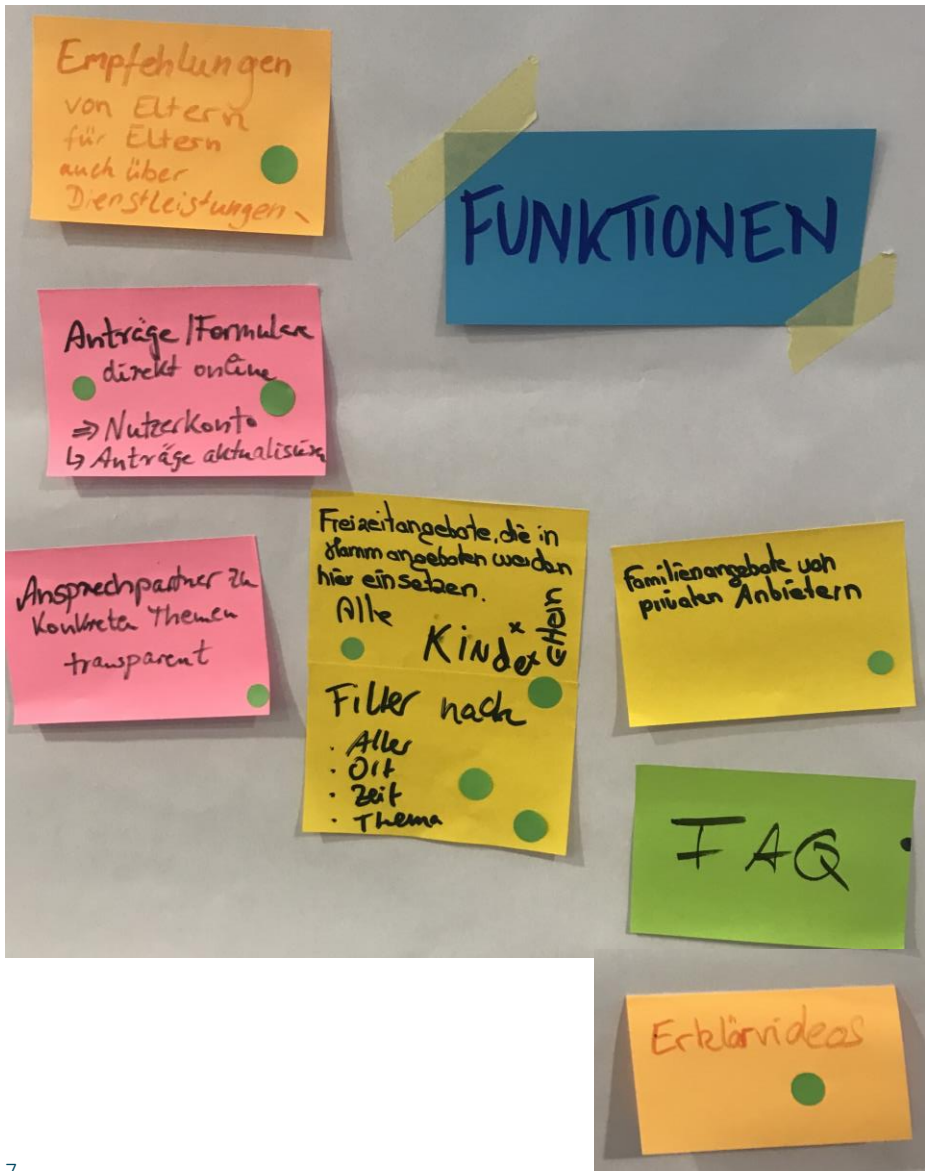 Empfehlungen
von Eltern
für Eltern
auch über
Dienstleistungen
FUNKTIONEN
Anträge / Formulare
direkt online
⇒ Nutzerkonto
↳ Anträge aktualisieren
Ansprechpartner zu
konkreten Themen
transparent
Freizeitangebote, die in
Hamm angeboten werden
hier einsetzen.
Alle
Kinder
Eltern
Filter nach
· Alter
· Ort
· Zeit
· Thema
Familienangebote von
privaten Anbietern
FAQ
Erklärvideos
7